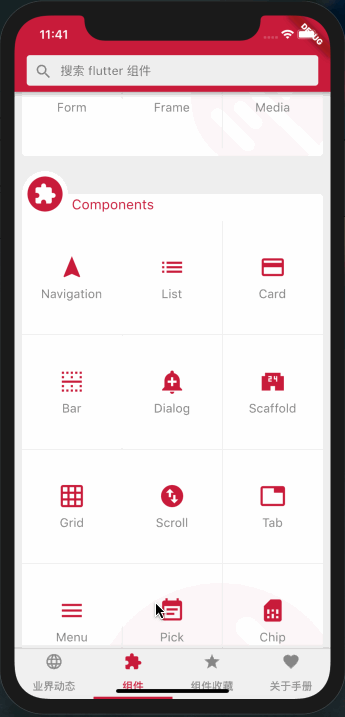 11:41
DEBUG
搜索 flutter 组件
Form Frame Media
Components
Navigation List Card
Bar Dialog Scaffold
24
Grid Scroll Tab
Menu Pick Chip
业界动态 组件 组件收藏 关于手册